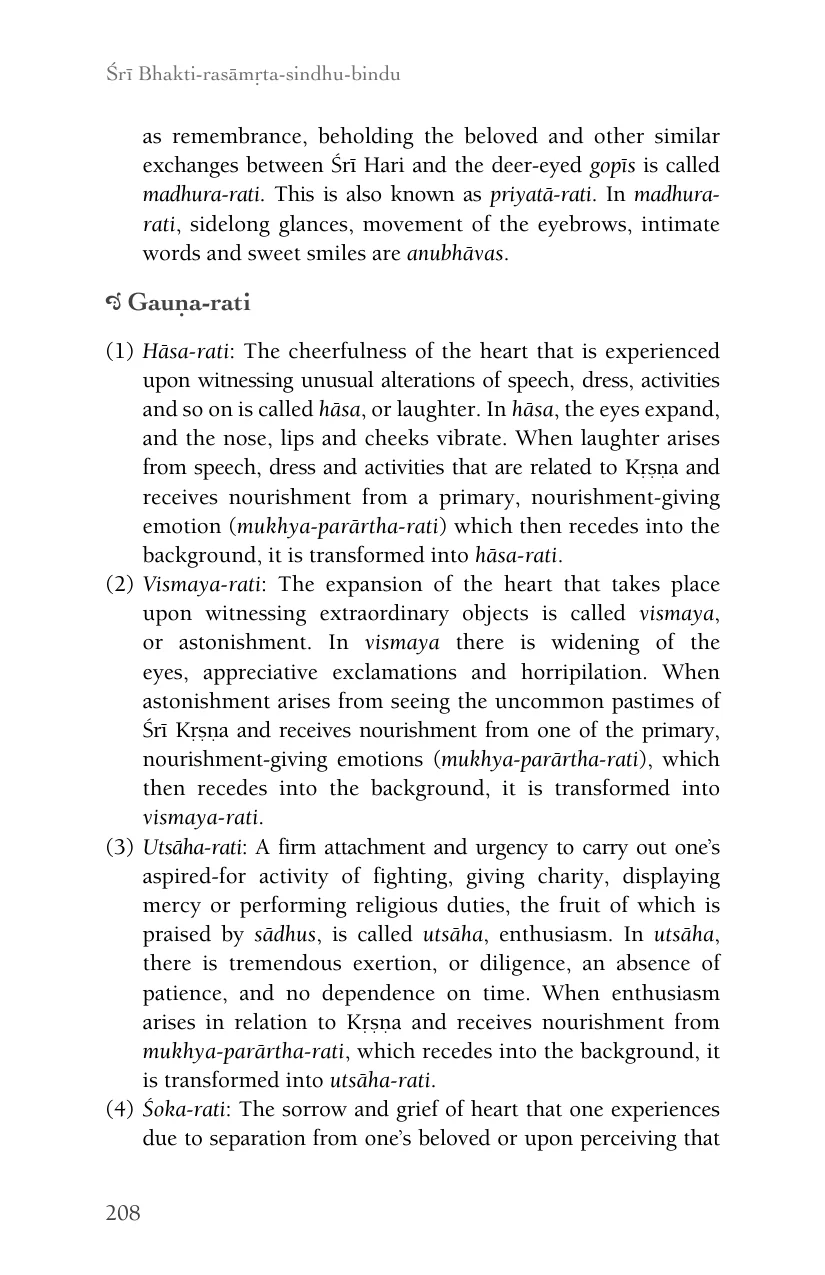 Śrī Bhakti-rasāmṛta-sindhu-bindu
as remembrance, beholding the beloved and other similar
exchanges between Śrī Hari and the deer-eyed gopīs is called
madhura-rati. This is also known as priyatā-rati. In madhura-
rati, sidelong glances, movement of the eyebrows, intimate
words and sweet smiles are anubhāvas.
Gauṇa-rati
(1) Hāsa-rati: The cheerfulness of the heart that is experienced
upon witnessing unusual alterations of speech, dress, activities
and so on is called hāsa, or laughter. In hāsa, the eyes expand,
and the nose, lips and cheeks vibrate. When laughter arises
from speech, dress and activities that are related to Kṛṣṇa and
receives nourishment from a primary, nourishment-giving
emotion (mukhya-parārtha-rati) which then recedes into the
background, it is transformed into hāsa-rati.
(2) Vismaya-rati: The expansion of the heart that takes place
upon witnessing extraordinary objects is called vismaya,
or astonishment. In vismaya there is widening of the
eyes, appreciative exclamations and horripilation. When
astonishment arises from seeing the uncommon pastimes of
Śrī Kṛṣṇa and receives nourishment from one of the primary,
nourishment-giving emotions (mukhya-parārtha-rati), which
then recedes into the background, it is transformed into
vismaya-rati.
(3) Utsāha-rati: A firm attachment and urgency to carry out one’s
aspired-for activity of fighting, giving charity, displaying
mercy or performing religious duties, the fruit of which is
praised by sādhus, is called utsāha, enthusiasm. In utsāha,
there is tremendous exertion, or diligence, an absence of
patience, and no dependence on time. When enthusiasm
arises in relation to Kṛṣṇa and receives nourishment from
mukhya-parārtha-rati, which recedes into the background, it
is transformed into utsāha-rati.
(4) Śoka-rati: The sorrow and grief of heart that one experiences
due to separation from one’s beloved or upon perceiving that
208